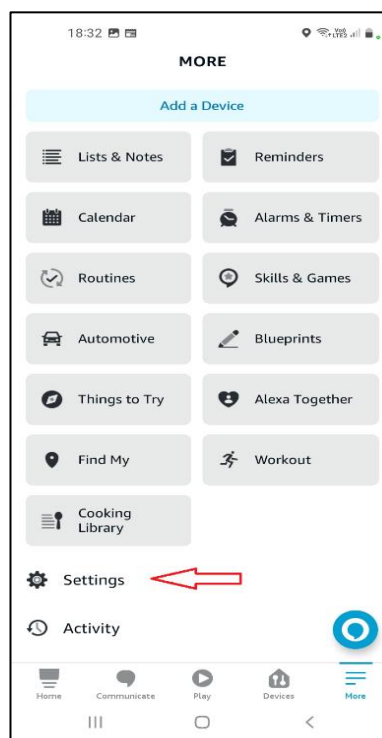 18:32
MORE
Add a Device
Lists & Notes
Reminders
Calendar
Alarms & Timers
Routines
Skills & Games
Automotive
Blueprints
Things to Try
Alexa Together
Find My
Workout
Cooking
Library
Settings
Activity
Home Communicate Play Devices More